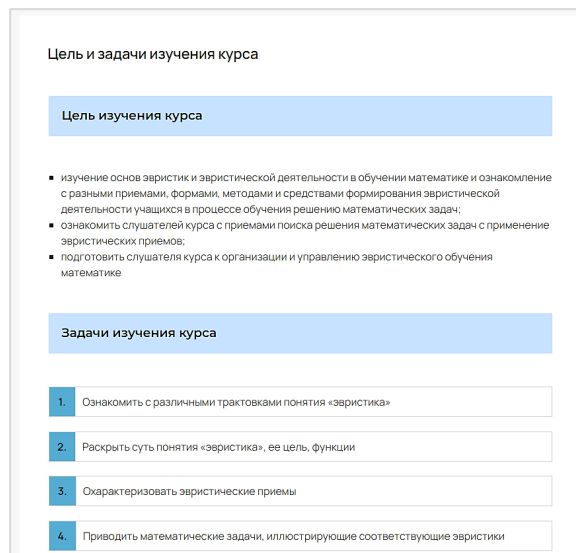 Цель и задачи изучения курса
Цель изучения курса
▪ изучение основ эвристик и эвристической деятельности в обучении математике и ознакомление
с разными приемами, формами, методами и средствами формирования эвристической
деятельности учащихся в процессе обучения решению математических задач;
▪ ознакомить слушателей курса с приемами поиска решения математических задач с применение
эвристических приемов;
▪ подготовить слушателя курса к организации и управлению эвристического обучения
математике
Задачи изучения курса
1. Ознакомить с различными трактовками понятия «эвристика»
2. Раскрыть суть понятия «эвристика», ее цель, функции
3. Охарактеризовать эвристические приемы
4. Приводить математические задачи, иллюстрирующие соответствующие эвристики